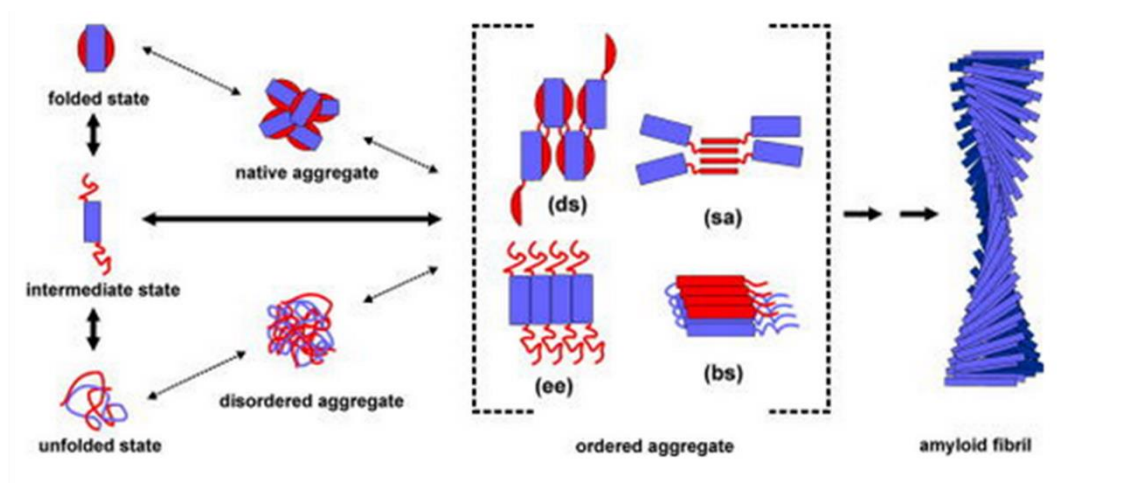 folded state
native aggregate
intermediate state
disordered aggregate
unfolded state
(ds)
(sa)
(ee)
(bs)
ordered aggregate
amyloid fibril